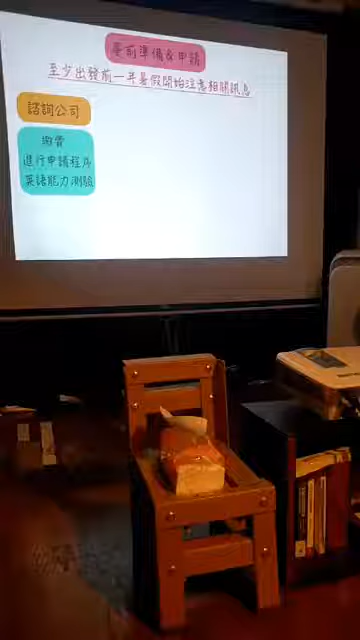 要前準備&申請
至少出發前一年暑假開始注意相關訊息
諮詢公司
繳費
進行申請程序
英語能力測驗